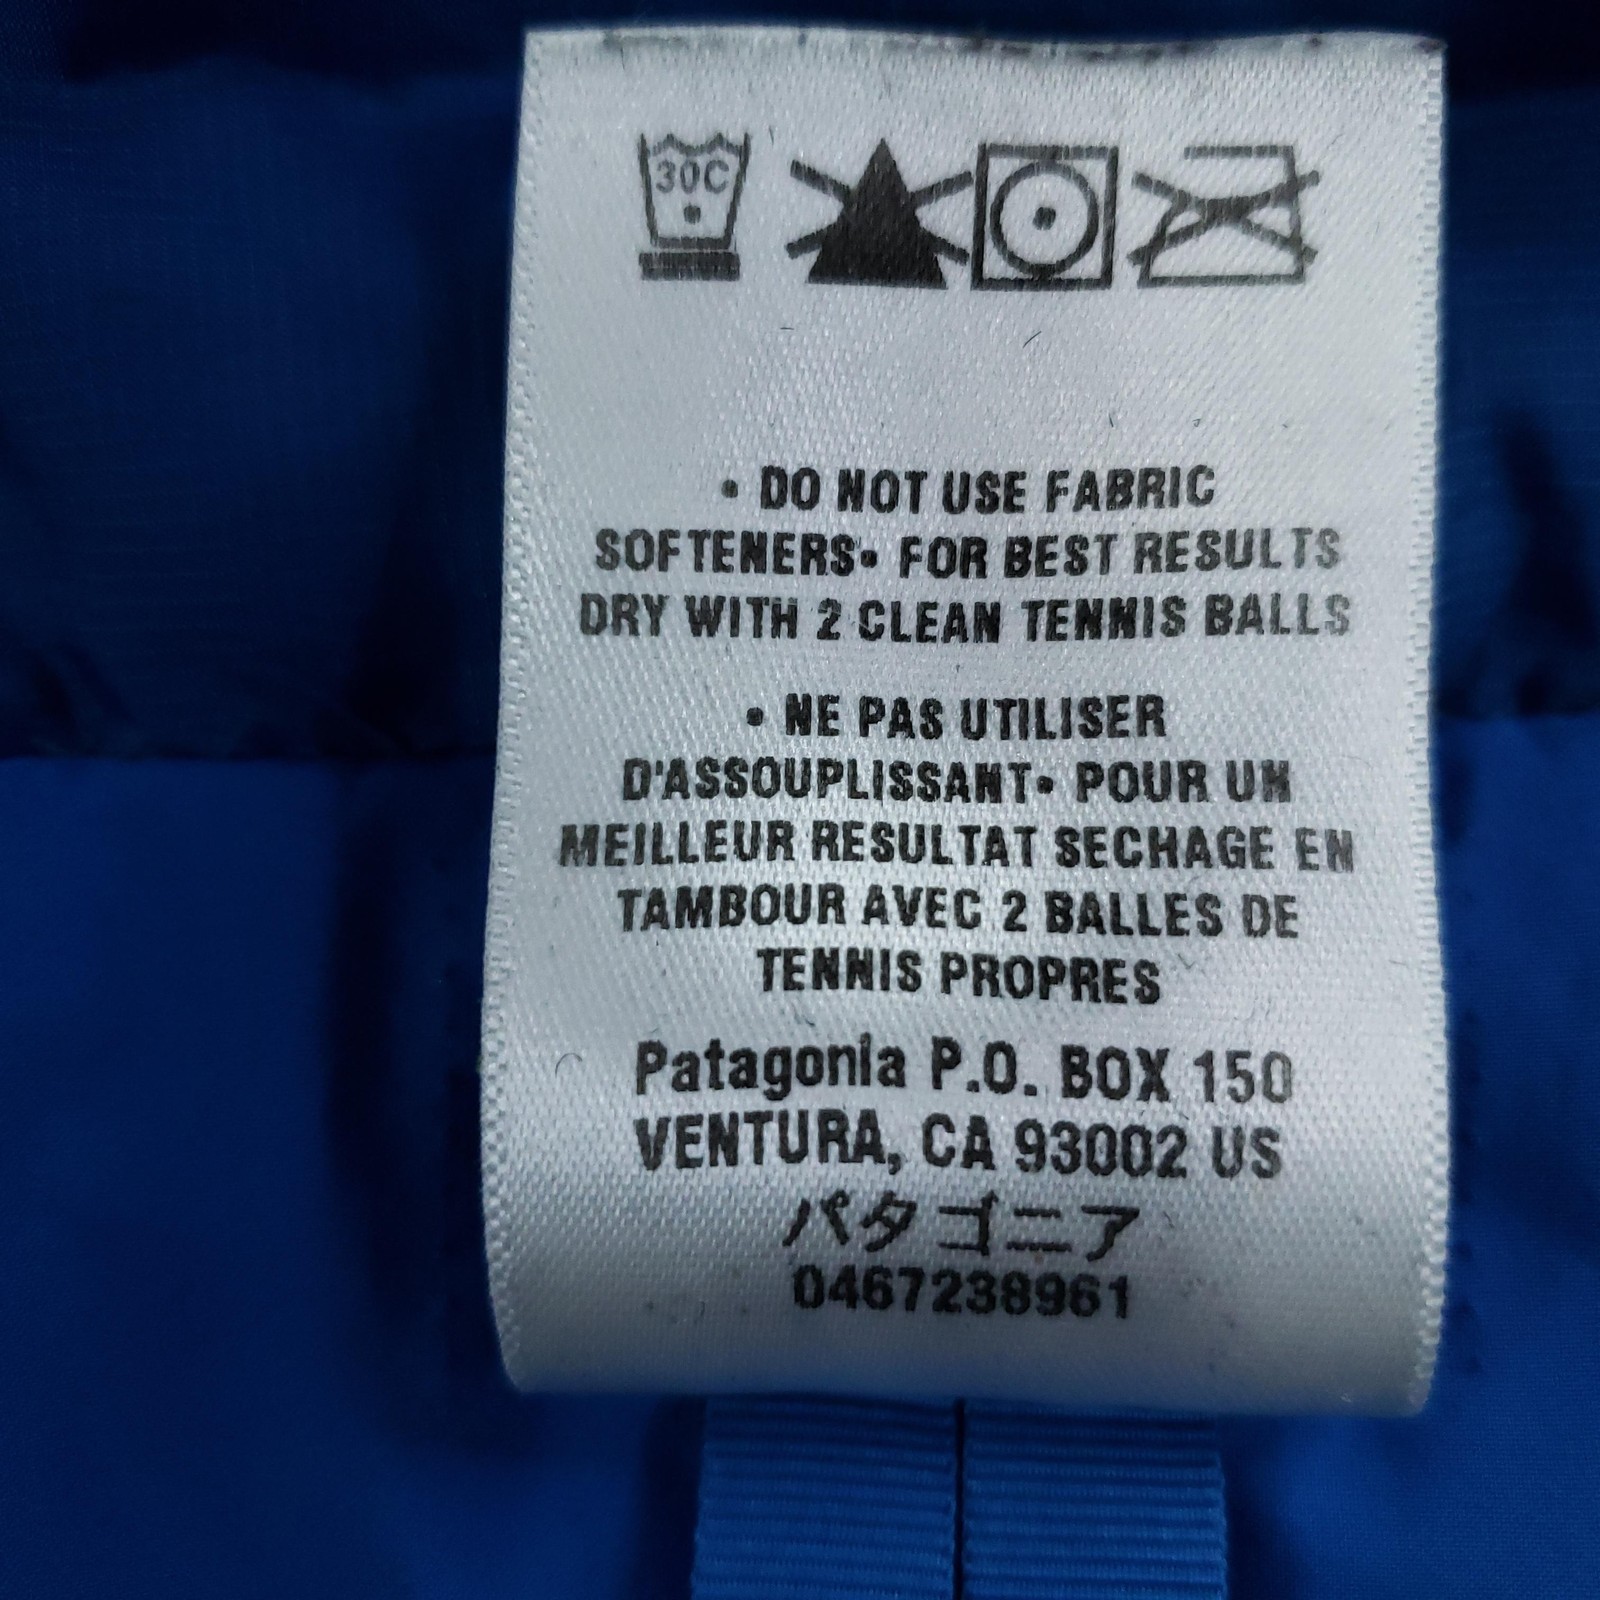 30C
• DO NOT USE FABRIC
SOFTENERS• FOR BEST RESULTS
DRY WITH 2 CLEAN TENNIS BALLS
• NE PAS UTILISER
D'ASSOUPLISSANT• POUR UN
MEILLEUR RESULTAT SECHAGE EN
TAMBOUR AVEC 2 BALLES DE
TENNIS PROPRES
Patagonia P.O. BOX 150
VENTURA, CA 93002 US
パタゴニア
0467238961